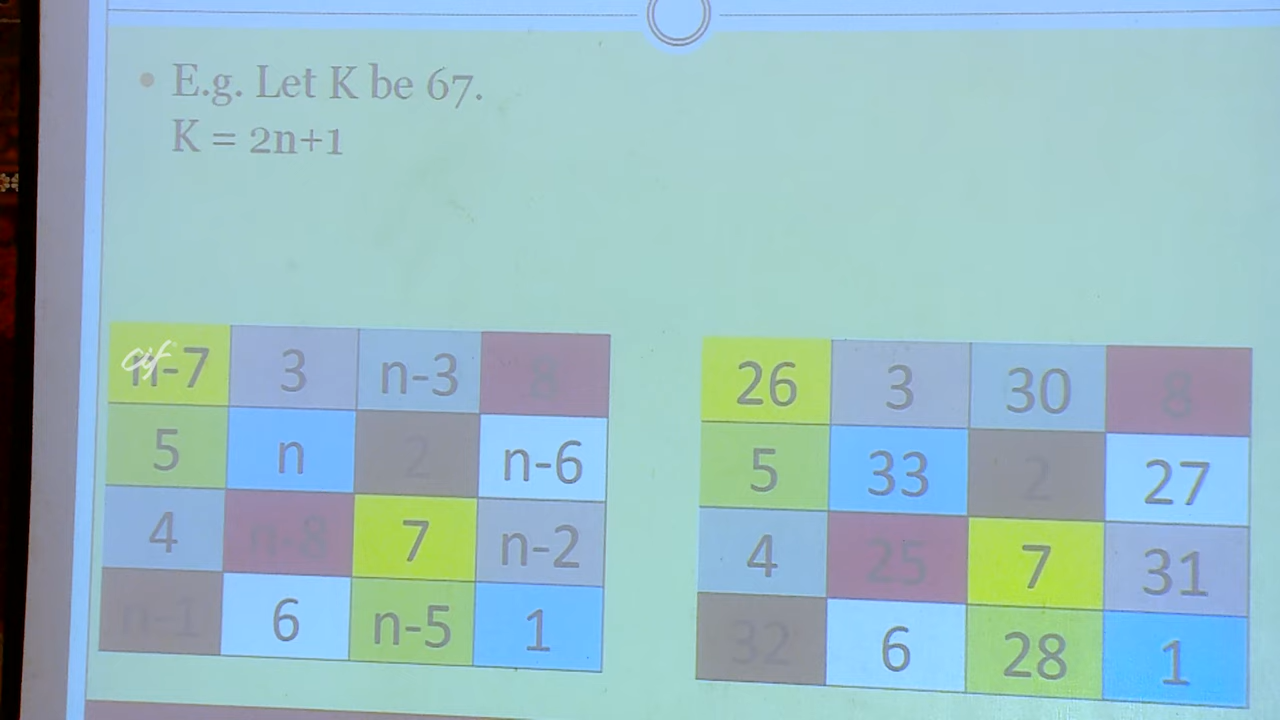 E.g. Let K be 67.
K = 2n+1
n-7 3 n-3 8
5 n 2 n-6
4 n-8 7 n-2
n-1 6 n-5 1
26 3 30 8
5 33 2 27
4 25 7 31
32 6 28 1